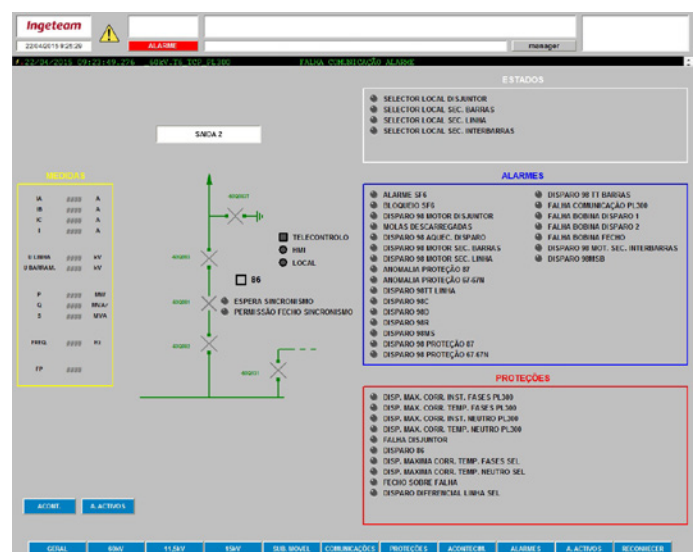 Ingeteam
22/04/2015 9:25:29
ALARME
manager
22/04/2015 09:23:49.276 _60kV.T6_TCP_PL300 FALHA COMUNICAÇÃO ALARME
ESTADOS
SELECTOR LOCAL DISJUNTOR
SELECTOR LOCAL SEC. BARRAS
SELECTOR LOCAL SEC. LINHA
SELECTOR LOCAL SEC. INTERBARRAS
SAÍDA 2
MEDIDAS
IA #### A
IB #### A
IC #### A
I #### A
U LINHA #### kV
U BARRAM. #### kV
P #### MW
Q #### MVAr
S #### MVA
FREQ. #### Hz
FP ####
TELECONTROLO
HMI
LOCAL
86
ESPERA SINCRONISMO
PERMISSÃO FECHO SINCRONISMO
ALARMES
ALARME SF6
BLOQUEIO SF6
DISPARO 98 MOTOR DISJUNTOR
MOLAS DESCARREGADAS
DISPARO 98 AQUEC. DISPARO
DISPARO 98 MOTOR SEC. BARRAS
DISPARO 98 MOTOR SEC. LINHA
ANOMALIA PROTEÇÃO 87
ANOMALIA PROTEÇÃO 67-67N
DISPARO 98TT LINHA
DISPARO 98C
DISPARO 98D
DISPARO 98R
DISPARO 98MS
DISPARO 98 PROTEÇÃO 87
DISPARO 98 PROTEÇÃO 67-67N
DISPARO 98 TT BARRAS
FALHA COMUNICAÇÃO PL300
FALHA BOBINA DISPARO 1
FALHA BOBINA DISPARO 2
FALHA BOBINA FECHO
DISPARO 98 MOT. SEC. INTERBARRAS
DISPARO 98MSB
PROTEÇÕES
DISP. MAX. CORR. INST. FASES PL300
DISP. MAX. CORR. TEMP. FASES PL300
DISP. MAX. CORR. INST. NEUTRO PL300
DISP. MAX. CORR. TEMP. NEUTRO PL300
FALHA DISJUNTOR
DISPARO 86
DISP. MAXIMA CORR. TEMP. FASES SEL
DISP. MAXIMA CORR. TEMP. NEUTRO SEL
FECHO SOBRE FALHA
DISPARO DIFERENCIAL LINHA SEL
ACONT. A. ACTIVOS
GERAL 60kV 11,5kV 15kV SUB. MOVEL COMUNICAÇÕES PROTEÇÕES ACONTECIM. ALARMES A. ACTIVOS RECONHECER